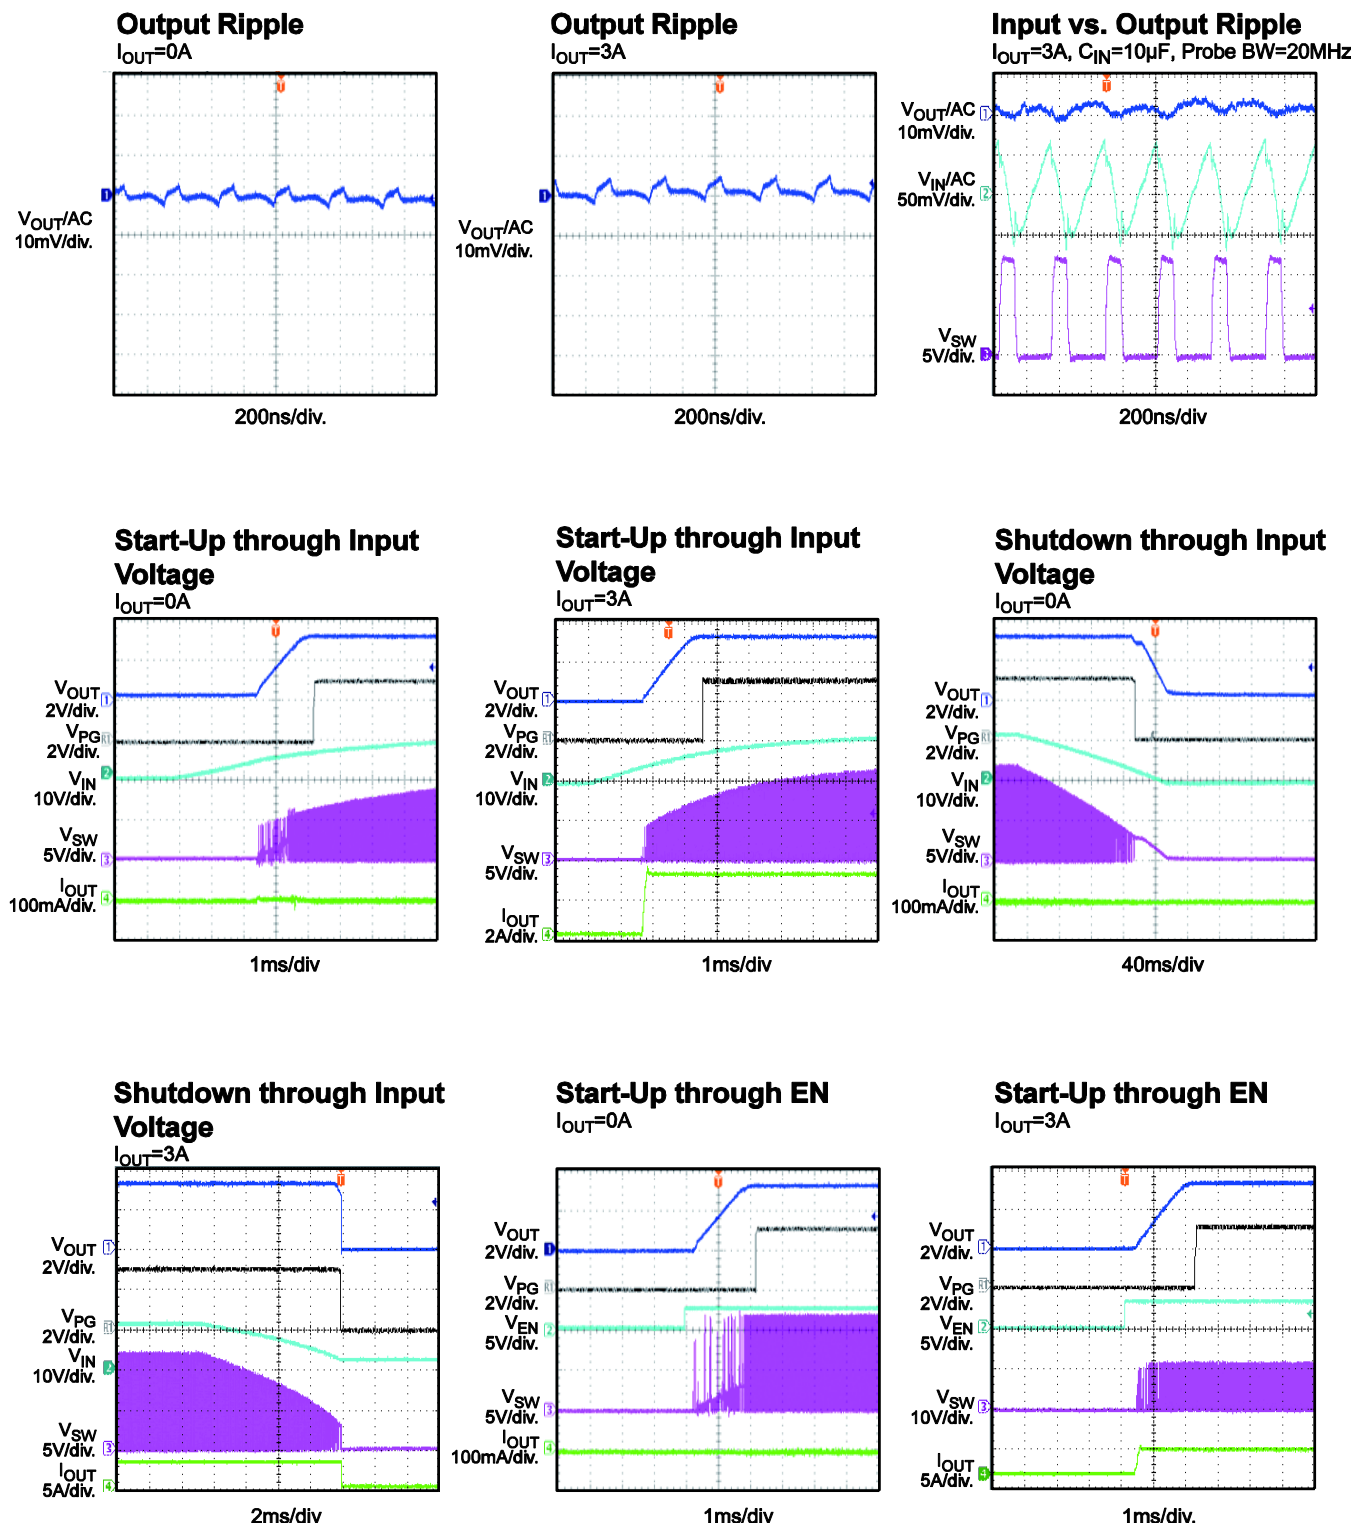 Output Ripple
IOUT=0A
VOUT/AC
10mV/div.
200ns/div.
Output Ripple
IOUT=3A
VOUT/AC
10mV/div.
200ns/div.
Input vs. Output Ripple
IOUT=3A, CIN=10µF, Probe BW=20MHz
VOUT/AC
10mV/div.
VIN/AC
50mV/div.
VSW
5V/div.
200ns/div
Start-Up through Input
Voltage
IOUT=0A
VOUT
2V/div.
VPG
2V/div.
VIN
10V/div.
VSW
5V/div.
IOUT
100mA/div.
1ms/div
Start-Up through Input
Voltage
IOUT=3A
VOUT
2V/div.
VPG
2V/div.
VIN
10V/div.
VSW
5V/div.
IOUT
2A/div.
1ms/div
Shutdown through Input
Voltage
IOUT=0A
VOUT
2V/div.
VPG
2V/div.
VIN
10V/div.
VSW
5V/div.
IOUT
100mA/div.
40ms/div
Shutdown through Input
Voltage
IOUT=3A
VOUT
2V/div.
VPG
2V/div.
VIN
10V/div.
VSW
5V/div.
IOUT
5A/div.
2ms/div
Start-Up through EN
IOUT=0A
VOUT
2V/div.
VPG
2V/div.
VEN
5V/div.
VSW
5V/div.
IOUT
100mA/div.
1ms/div
Start-Up through EN
IOUT=3A
VOUT
2V/div.
VPG
2V/div.
VEN
5V/div.
VSW
10V/div.
IOUT
5A/div.
1ms/div.